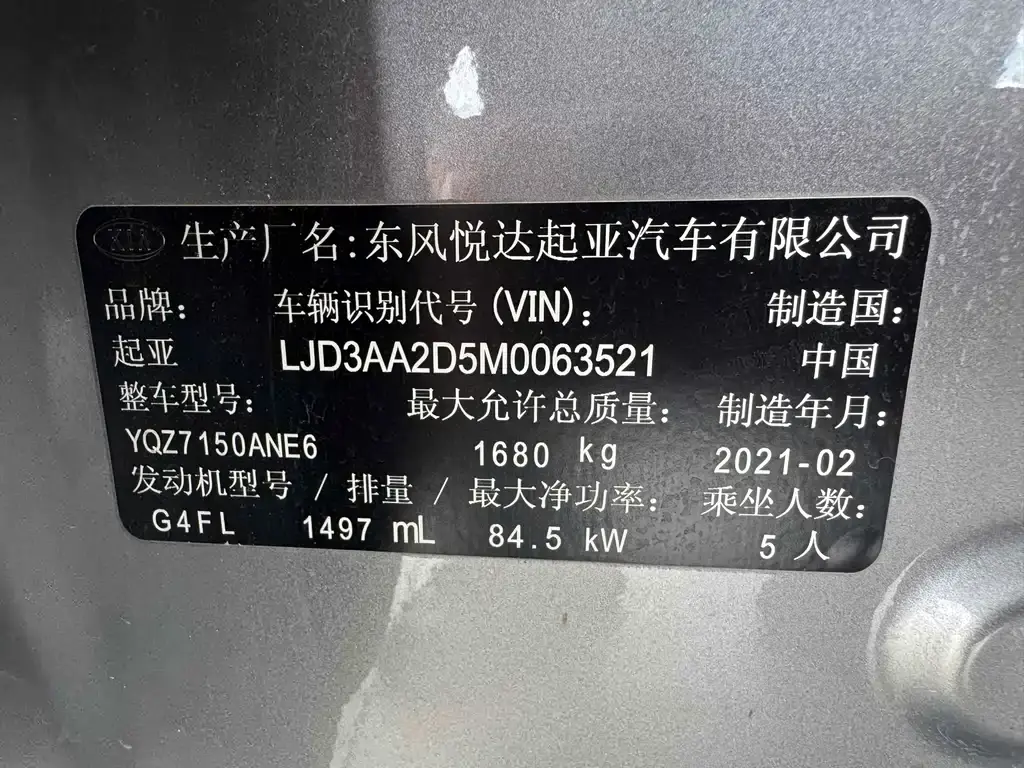 KIA 生产厂名:东风悦达起亚汽车有限公司
品牌: 车辆识别代号(VIN): 制造国:
起亚 LJD3AA2D5M0063521 中国
整车型号: 最大允许总质量: 制造年月:
YQZ7150ANE6 1680 kg 2021-02
发动机型号 / 排量 / 最大净功率: 乘坐人数:
G4FL 1497 mL 84.5 kW 5 人